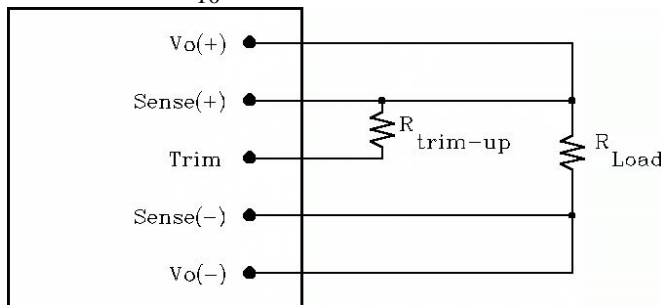 Vo(+)
Sense(+)
R
trim-up
Trim
R
Load
Sense(-)
Vo(-)